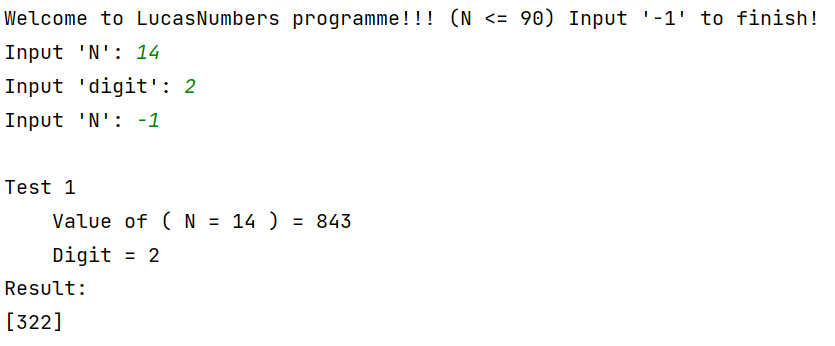 Welcome to LucasNumbers programme!!! (N <= 90) Input '-1' to finish!
Input 'N': 14
Input 'digit': 2
Input 'N': -1
Test 1
Value of ( N = 14 ) = 843
Digit = 2
Result:
[322]